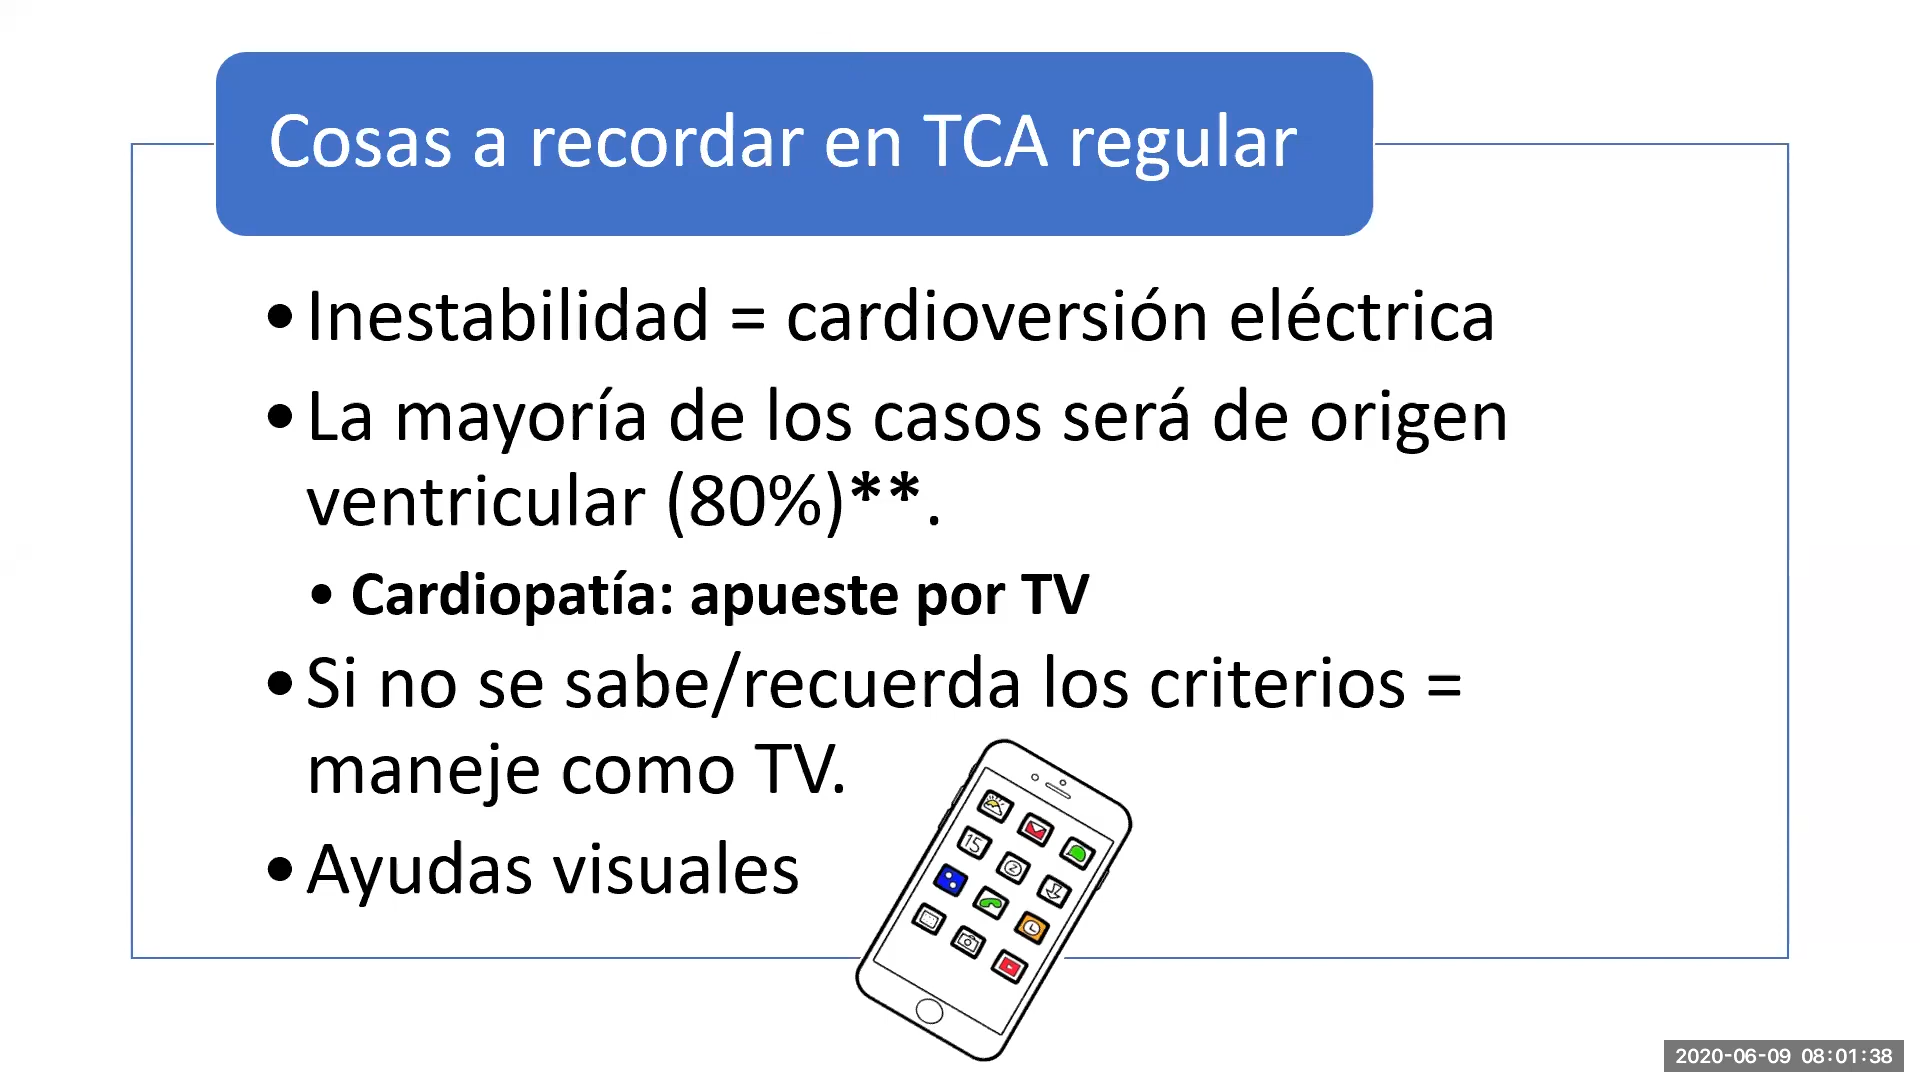 Cosas a recordar en TCA regular
•Inestabilidad = cardioversión eléctrica
•La mayoría de los casos será de origen
ventricular (80%)**.
• Cardiopatía: apueste por TV
•Si no se sabe/recuerda los criterios =
maneje como TV.
•Ayudas visuales
15
2020-06-09 08:01:38